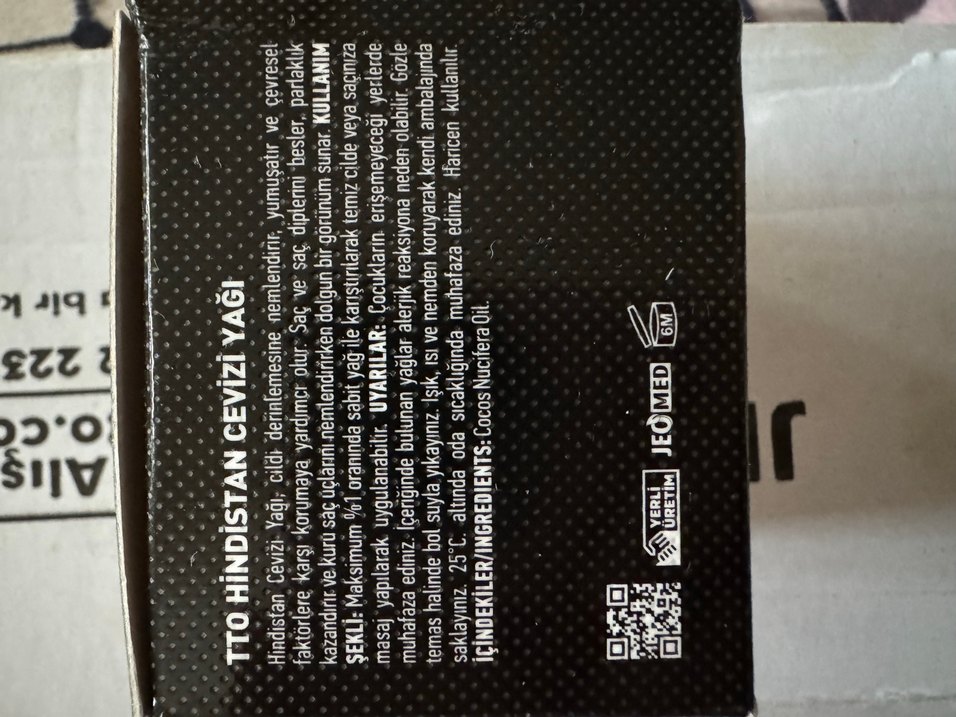 TTO HİNDİSTAN CEVİZİ YAĞI
Hindistan Cevizi Yağı; cildi derinlemesine nemlendirir, yumuşatır ve çevresel
faktörlere karşı korumaya yardımcı olur. Saç ve saç diplerini besler, parlaklık
kazandırır ve kuru saç uçlarını nemlendirirken dolgun bir görünüm sunar. KULLANIM
ŞEKLİ: Maksimum %1 oranında sabit yağ ile karıştırılarak temiz cilde veya saçınıza
masaj yapılarak uygulanabilir. UYARILAR: Çocukların erişemeyeceği yerlerde
muhafaza ediniz. İçeriğinde bulunan yağlar alerjik reaksiyona neden olabilir. Gözle
temas halinde bol suyla yıkayınız. Işık, ısı ve nemden koruyarak kendi ambalajında
saklayınız. 25°C. altında oda sıcaklığında muhafaza ediniz. Haricen kullanılır.
İÇİNDEKİLER/INGREDIENTS: Cocos Nucifera Oil.
YERLİ
ÜRETİM
JEOMED
6M
Alış
o.co
2 223
bir k